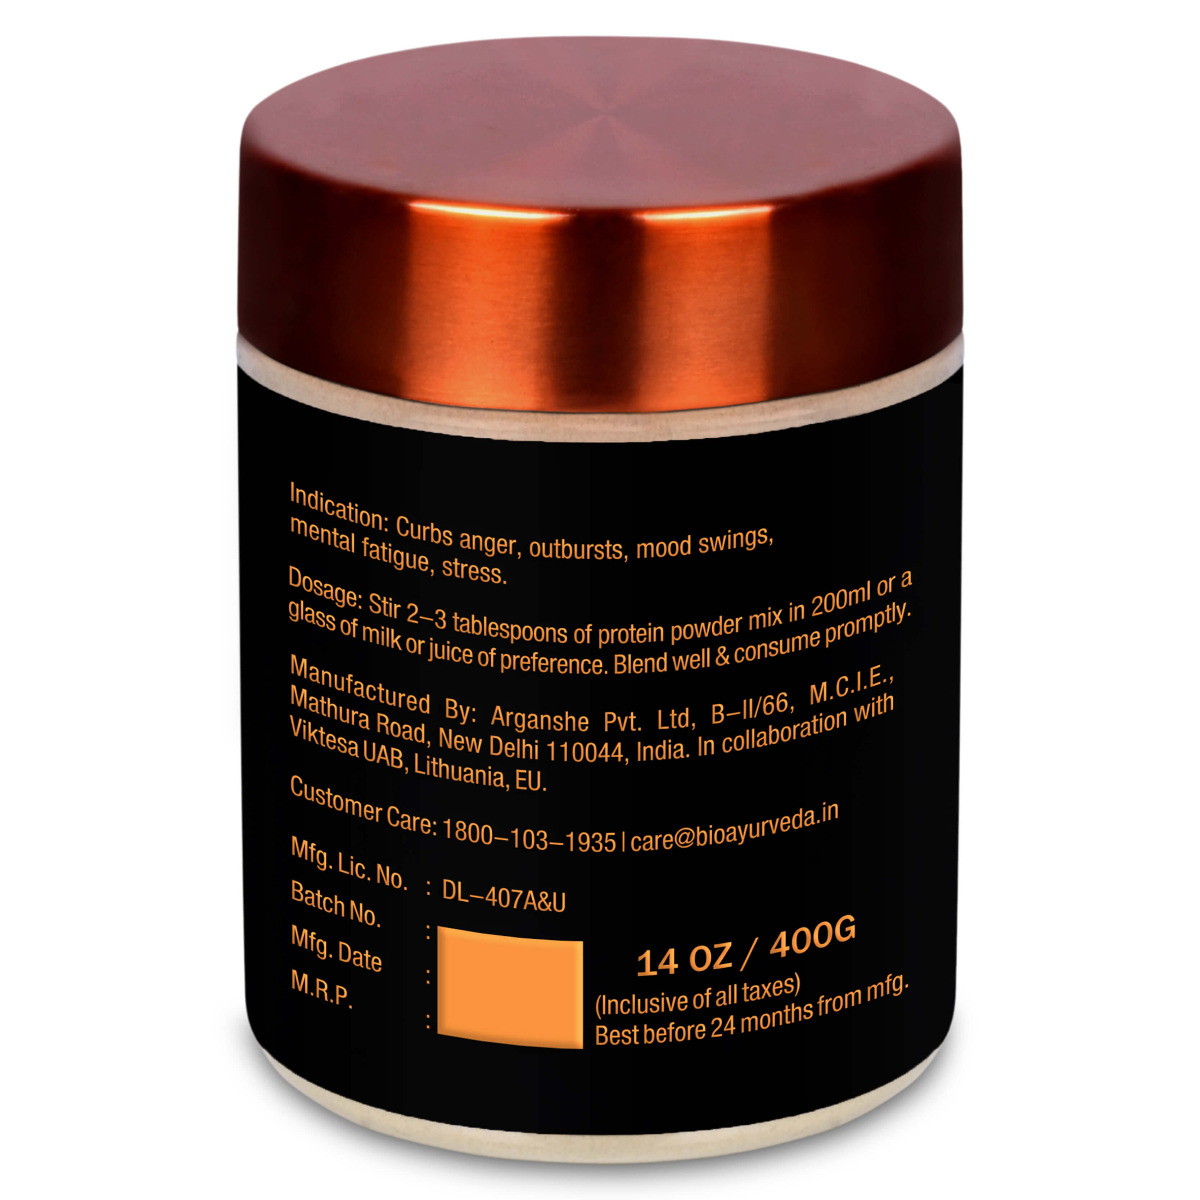 Indication: Curbs anger, outbursts, mood swings,
mental fatigue, stress.
Dosage: Stir 2–3 tablespoons of protein powder mix in 200ml or a
glass of milk or juice of preference. Blend well & consume promptly.
Manufactured By: Arganshe Pvt. Ltd, B–II/66, M.C.I.E.,
Mathura Road, New Delhi 110044, India. In collaboration with
Viktesa UAB, Lithuania, EU.
Customer Care: 1800–103–1935 | care@bioayurveda.in
Mfg. Lic. No. : DL–407A&U
Batch No. :
Mfg. Date :
M.R.P. :
14 OZ / 400G
(Inclusive of all taxes)
Best before 24 months from mfg.